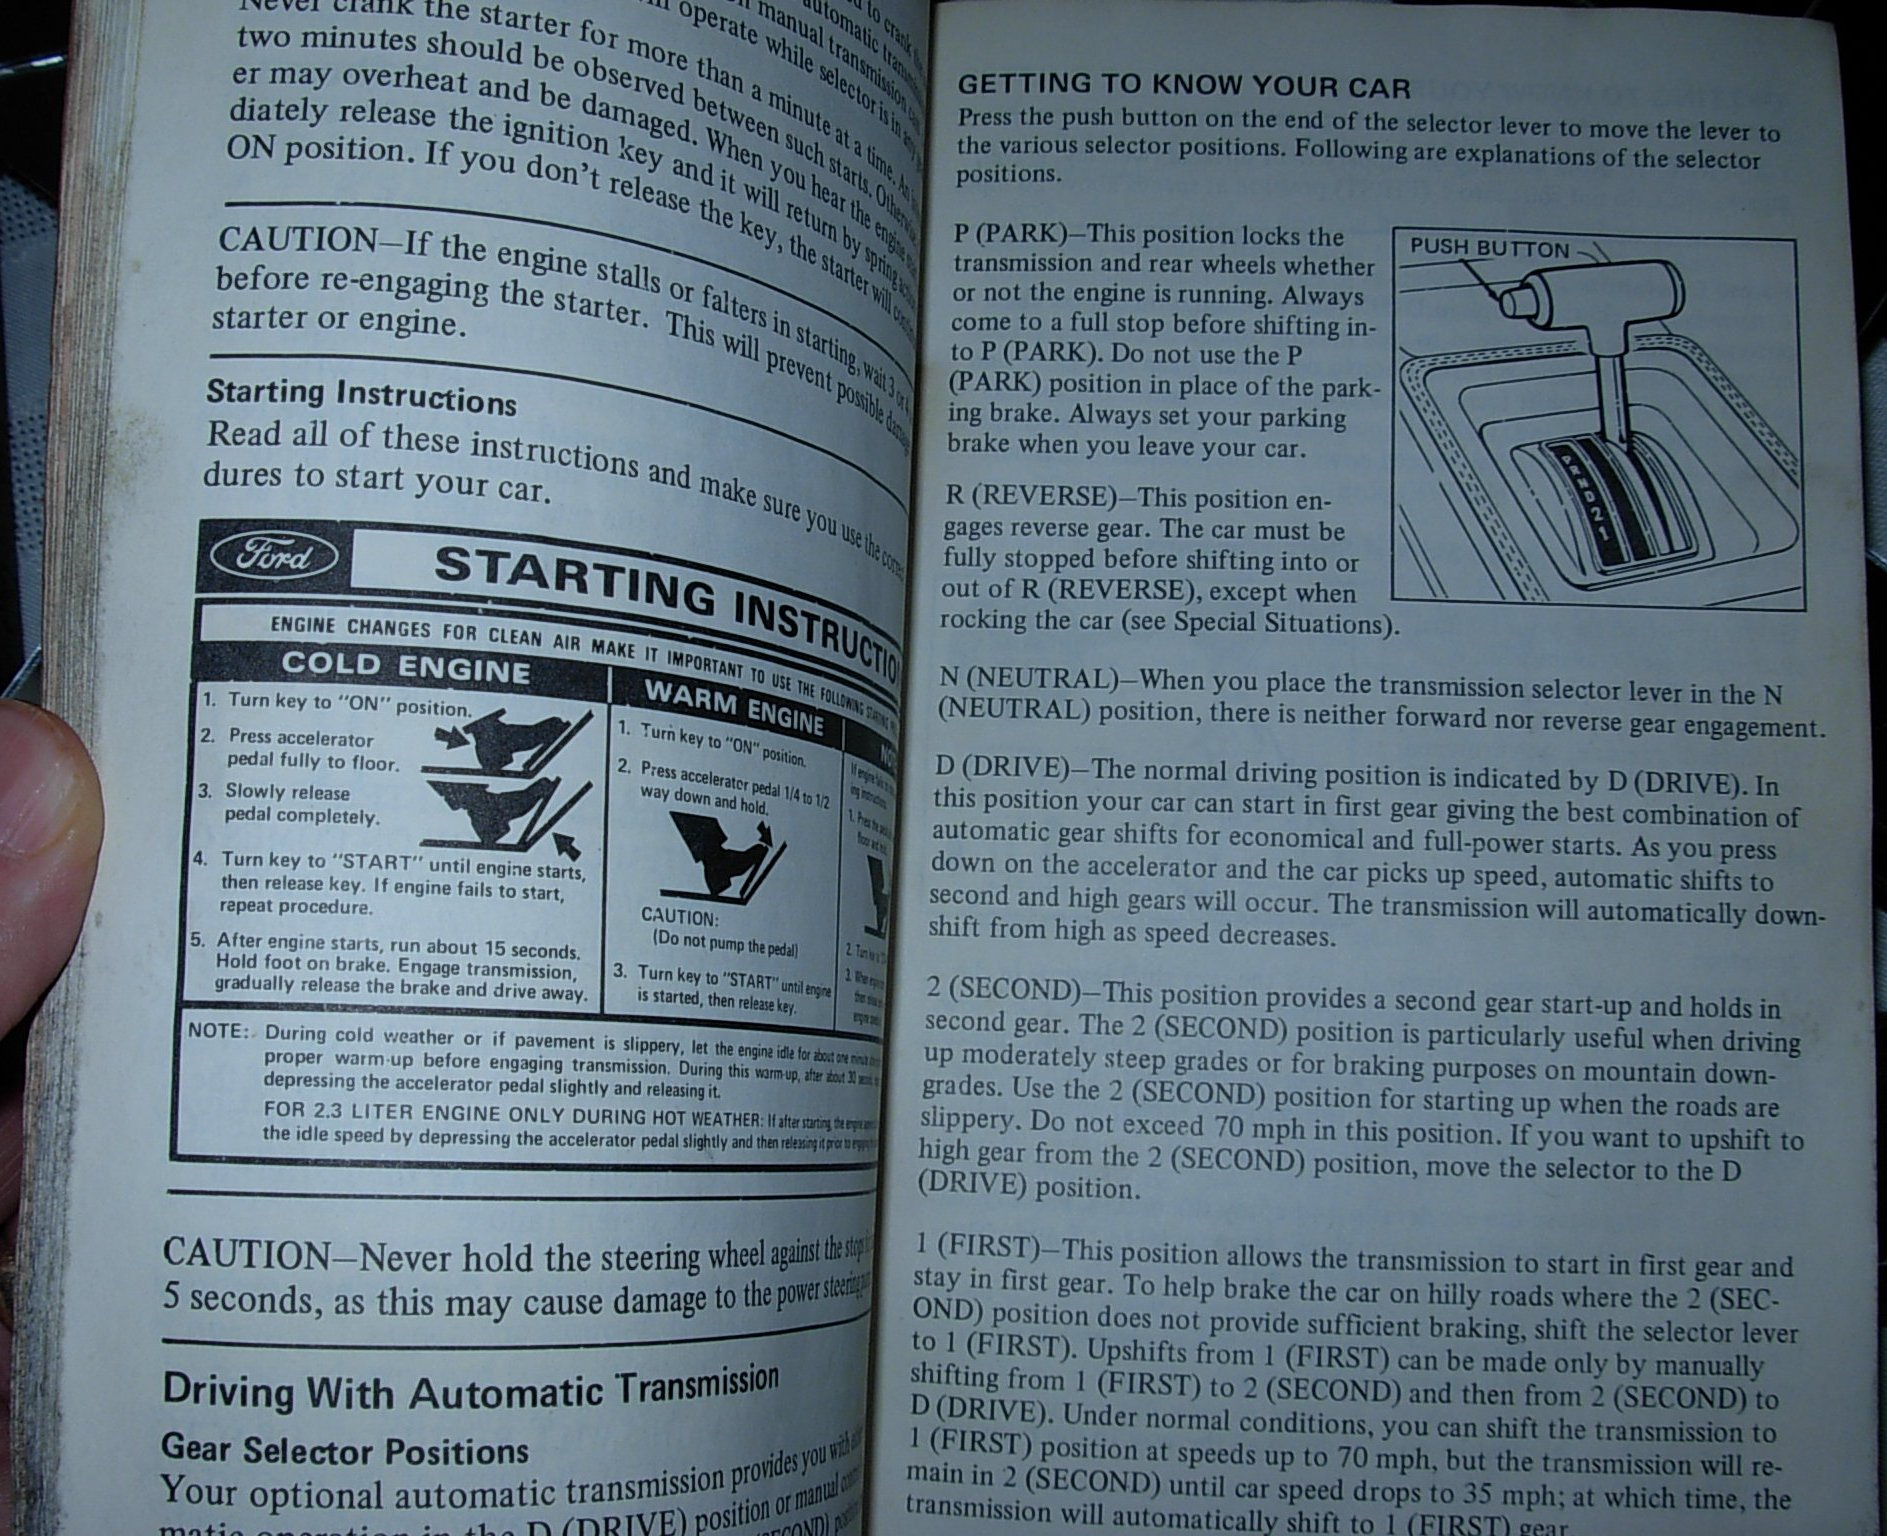 Never crank the starter for more than a minute at a time. An
two minutes should be observed between such starts. Otherwise,
er may overheat and be damaged. When you hear the engine
diately release the ignition key and it will return by spring action
ON position. If you don't release the key, the starter will
CAUTION—If the engine stalls or falters in starting, wait 3 or
before re-engaging the starter. This will prevent possible damage
starter or engine.
Starting Instructions
Read all of these instructions and make sure you use the
dures to start your car.
Ford
STARTING INSTRUCTIO
ENGINE CHANGES FOR CLEAN AIR MAKE IT IMPORTANT TO USE THE FOLLOWING STARTING
COLD ENGINE
1. Turn key to "ON" position.
2. Press accelerator
pedal fully to floor.
3. Slowly release
pedal completely.
4. Turn key to "START" until engine starts,
then release key. If engine fails to start,
repeat procedure.
5. After engine starts, run about 15 seconds.
Hold foot on brake. Engage transmission,
gradually release the brake and drive away.
WARM ENGINE
1. Turn key to "ON" position.
2. Press accelerator pedal 1/4 to 1/2
way down and hold.
CAUTION:
(Do not pump the pedal)
3. Turn key to "START" until engine
is started, then release key.
NOTE: During cold weather or if pavement is slippery, let the engine idle for about one minute
proper warm-up before engaging transmission. During this warm-up, after about 30
depressing the accelerator pedal slightly and releasing it.
FOR 2.3 LITER ENGINE ONLY DURING HOT WEATHER: If after starting, the engine
the idle speed by depressing the accelerator pedal slightly and then releasing it prior to
CAUTION—Never hold the steering wheel against the stop
5 seconds, as this may cause damage to the power steering
Driving With Automatic Transmission
Gear Selector Positions
Your optional automatic transmission provides you with
matic operation in the D (DRIVE) position or manual
GETTING TO KNOW YOUR CAR
Press the push button on the end of the selector lever to move the lever to
the various selector positions. Following are explanations of the selector
positions.
P (PARK)—This position locks the
transmission and rear wheels whether
or not the engine is running. Always
come to a full stop before shifting in-
to P (PARK). Do not use the P
(PARK) position in place of the park-
ing brake. Always set your parking
brake when you leave your car.
PUSH BUTTON
P R N D 2 1
R (REVERSE)—This position en-
gages reverse gear. The car must be
fully stopped before shifting into or
out of R (REVERSE), except when
rocking the car (see Special Situations).
N (NEUTRAL)—When you place the transmission selector lever in the N
(NEUTRAL) position, there is neither forward nor reverse gear engagement.
D (DRIVE)—The normal driving position is indicated by D (DRIVE). In
this position your car can start in first gear giving the best combination of
automatic gear shifts for economical and full-power starts. As you press
down on the accelerator and the car picks up speed, automatic shifts to
second and high gears will occur. The transmission will automatically down-
shift from high as speed decreases.
2 (SECOND)—This position provides a second gear start-up and holds in
second gear. The 2 (SECOND) position is particularly useful when driving
up moderately steep grades or for braking purposes on mountain down-
grades. Use the 2 (SECOND) position for starting up when the roads are
slippery. Do not exceed 70 mph in this position. If you want to upshift to
high gear from the 2 (SECOND) position, move the selector to the D
(DRIVE) position.
1 (FIRST)—This position allows the transmission to start in first gear and
stay in first gear. To help brake the car on hilly roads where the 2 (SEC-
OND) position does not provide sufficient braking, shift the selector lever
to 1 (FIRST). Upshifts from 1 (FIRST) can be made only by manually
shifting from 1 (FIRST) to 2 (SECOND) and then from 2 (SECOND) to
D (DRIVE). Under normal conditions, you can shift the transmission to
1 (FIRST) position at speeds up to 70 mph, but the transmission will re-
main in 2 (SECOND) until car speed drops to 35 mph; at which time, the
transmission will automatically shift to 1 (FIRST) gear.